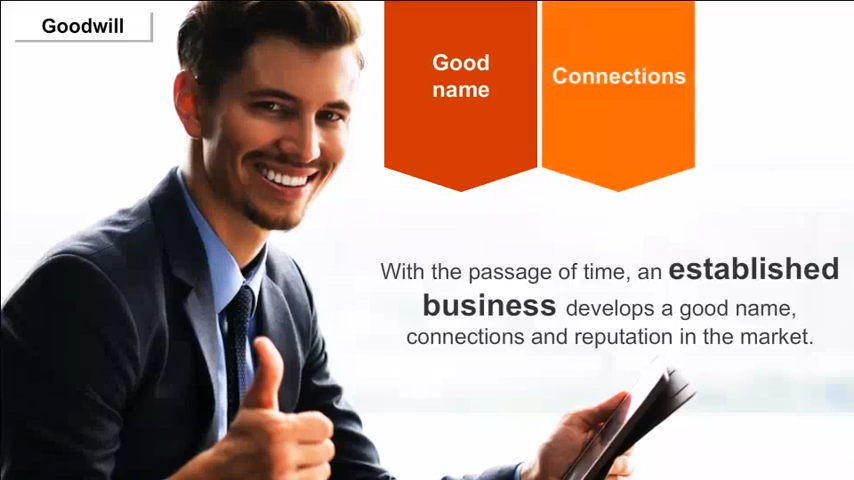 Goodwill
Good
name
Connections
With the passage of time, an established
business develops a good name,
connections and reputation in the market.